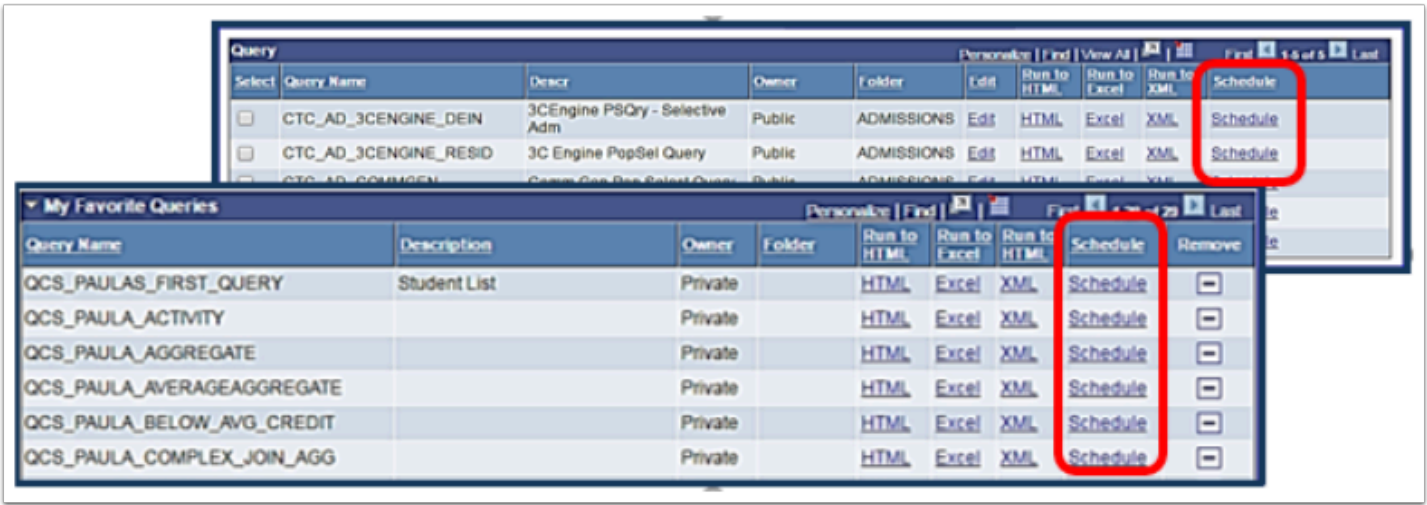 Query Personalize | Find | View All | First 1-5 of 5 Last
Select Query Name Descr Owner Folder Edit Run to HTML Run to Excel Run to XML Schedule
CTC_AD_3CENGINE_DEIN 3CEngine PSQry - Selective Adm Public ADMISSIONS Edit HTML Excel XML Schedule
CTC_AD_3CENGINE_RESID 3C Engine PopSel Query Public ADMISSIONS Edit HTML Excel XML Schedule
My Favorite Queries Personalize | Find | First of 29 Last
Query Name Description Owner Folder Run to HTML Run to Excel Run to HTML Schedule Remove
QCS_PAULAS_FIRST_QUERY Student List Private HTML Excel XML Schedule
QCS_PAULA_ACTIVITY Private HTML Excel XML Schedule
QCS_PAULA_AGGREGATE Private HTML Excel XML Schedule
QCS_PAULA_AVERAGEAGGREGATE Private HTML Excel XML Schedule
QCS_PAULA_BELOW_AVG_CREDIT Private HTML Excel XML Schedule
QCS_PAULA_COMPLEX_JOIN_AGG Private HTML Excel XML Schedule